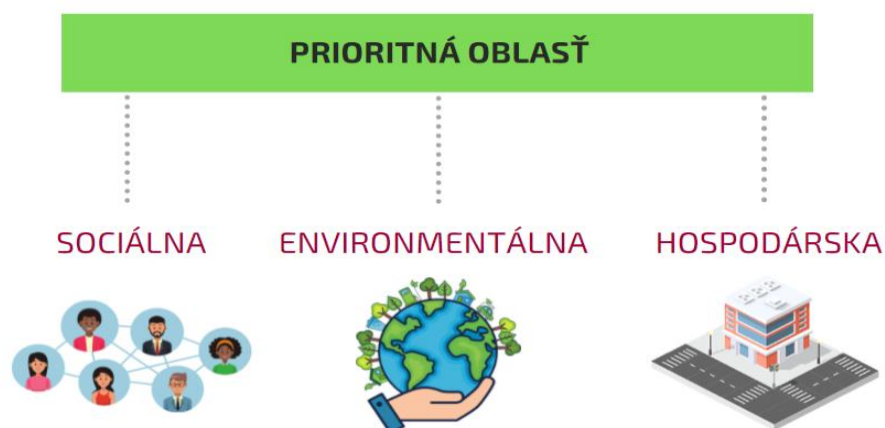 PRIORITNÁ OBLASŤ
SOCIÁLNA
ENVIRONMENTÁLNA
HOSPODÁRSKA